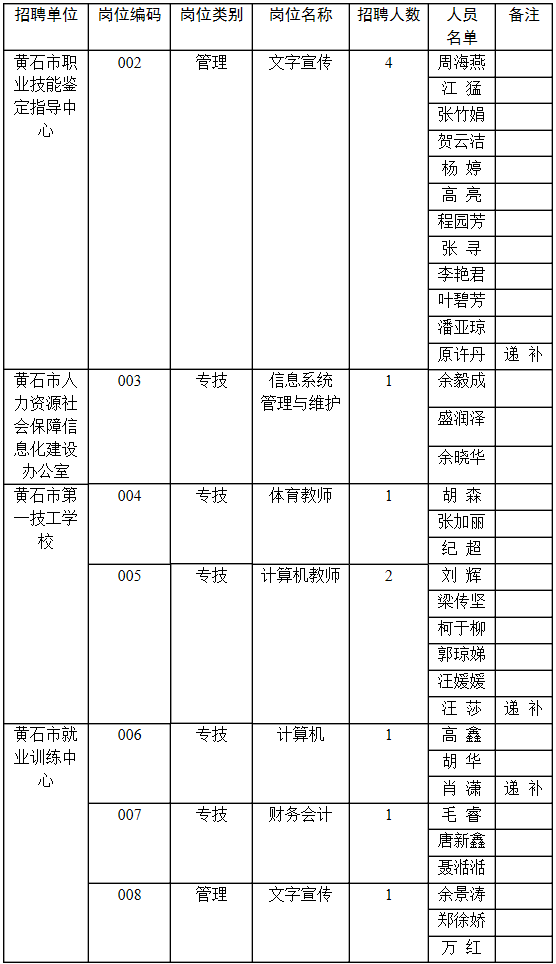 招聘单位 岗位编码 岗位类别 岗位名称 招聘人数 人员名单 备注
黄石市职业技能鉴定指导中心 002 管理 文字宣传 4 周海燕
江 猛
张竹娟
贺云洁
杨 婷
高 亮
程园芳
张 寻
李艳君
叶碧芳
潘亚琼
原许丹 递 补
黄石市人力资源社会保障信息化建设办公室 003 专技 信息系统管理与维护 1 余毅成
盛润泽
余晓华
黄石市第一技工学校 004 专技 体育教师 1 胡 森
张加丽
纪 超
005 专技 计算机教师 2 刘 辉
梁传坚
柯于柳
郭琼娣
汪媛媛
汪 莎 递 补
黄石市就业训练中心 006 专技 计算机 1 高 鑫
胡 华
肖 潇 递 补
007 专技 财务会计 1 毛 睿
唐新鑫
聂湉湉
008 管理 文字宣传 1 余景涛
郑徐娇
万 红